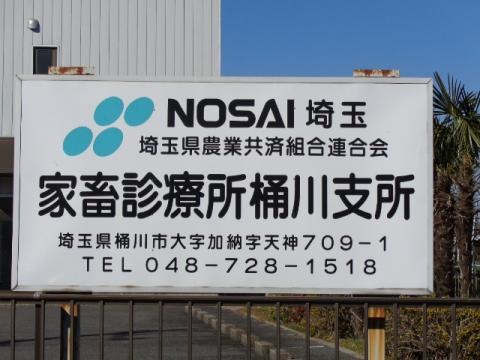 NOSAI 埼玉
埼玉県農業共済組合連合会
家畜診療所桶川支所
埼玉県桶川市大字加納字天神709-1
TEL 048-728-1518